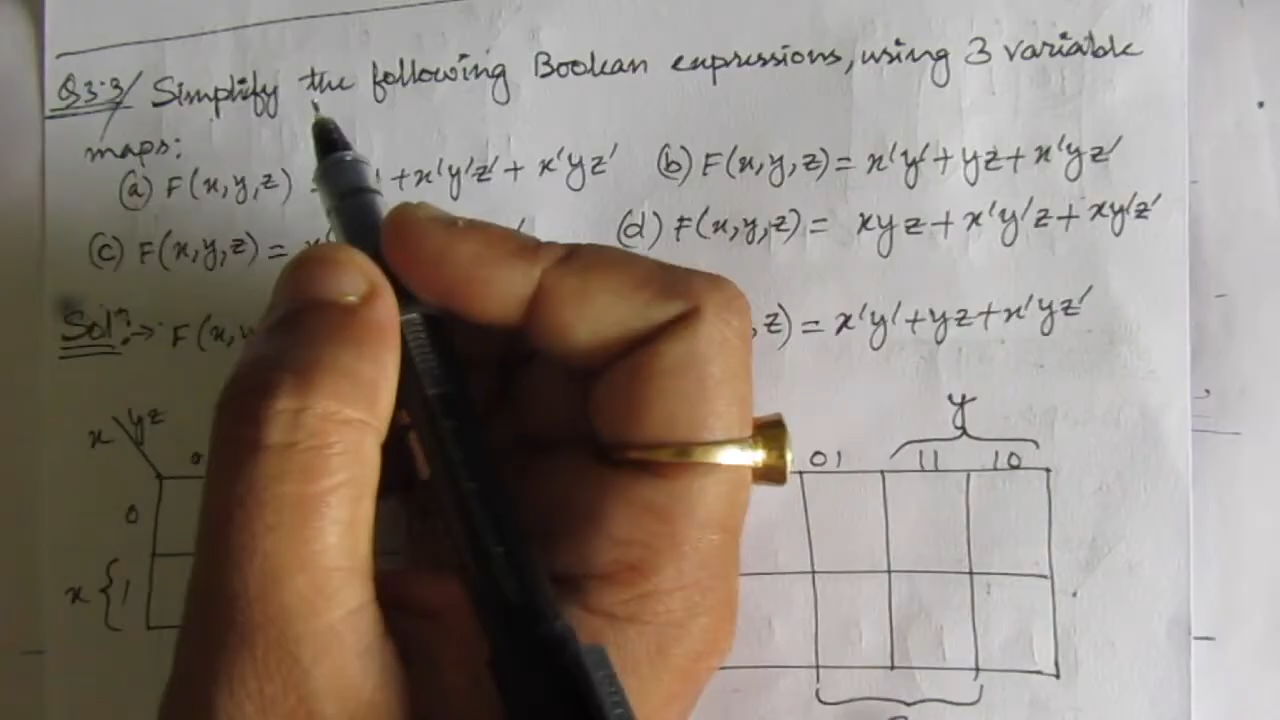 Q3.3/ Simplify the following Boolean expressions, using 3 variable
maps:
(a) F(x,y,z) + x'y'z' + x'yz' (b) F(x,y,z) = x'y' + yz + x'yz'
(c) F(x,y,z) = (d) F(x,y,z) = xyz + x'y'z + xy'z'
Sol?:→ F(x, z) = x'y' + yz + x'yz'
y
x yz
01 11 10
0
x { 1